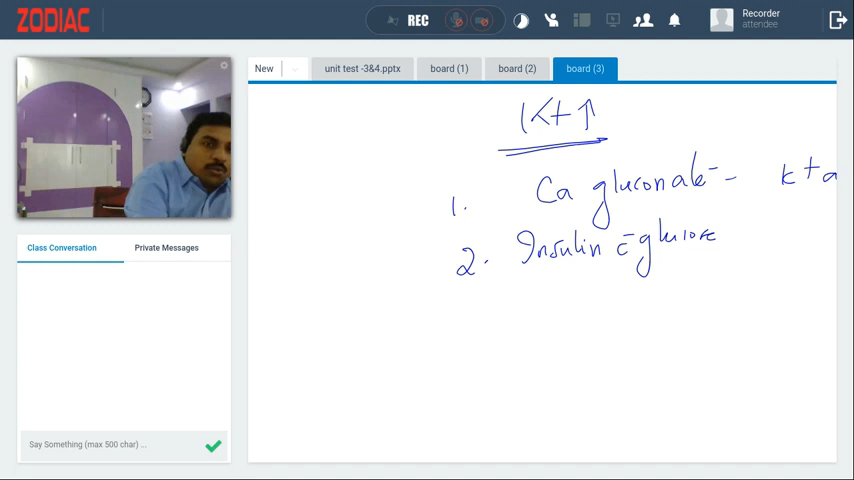 ZODIAC
REC
Recorder
attendee
New
unit test -3&4.pptx
board (1)
board (2)
board (3)
K+↑
1. Ca gluconate - K+a
2. Insulin c̄ glucose
Class Conversation
Private Messages
Say Something (max 500 char) ...